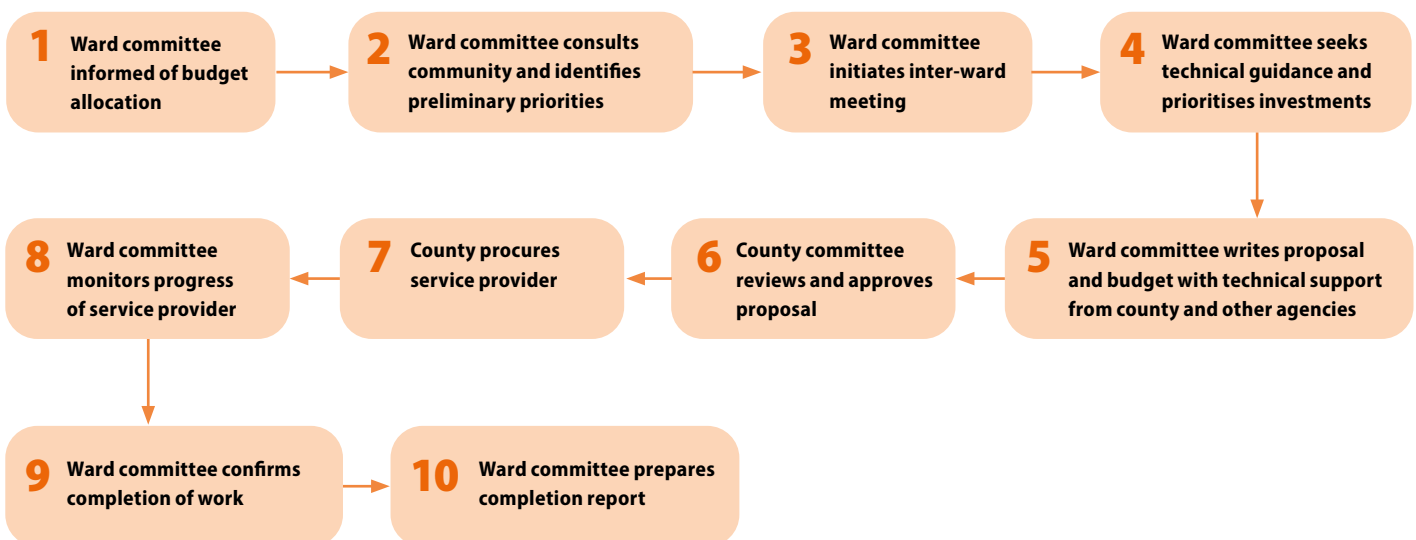 1 Ward committee
informed of budget
allocation
2 Ward committee consults
community and identifies
preliminary priorities
3 Ward committee
initiates inter-ward
meeting
4 Ward committee seeks
technical guidance and
prioritises investments
5 Ward committee writes proposal
and budget with technical support
from county and other agencies
6 County committee
reviews and approves
proposal
7 County procures
service provider
8 Ward committee
monitors progress
of service provider
9 Ward committee confirms
completion of work
10 Ward committee prepares
completion report